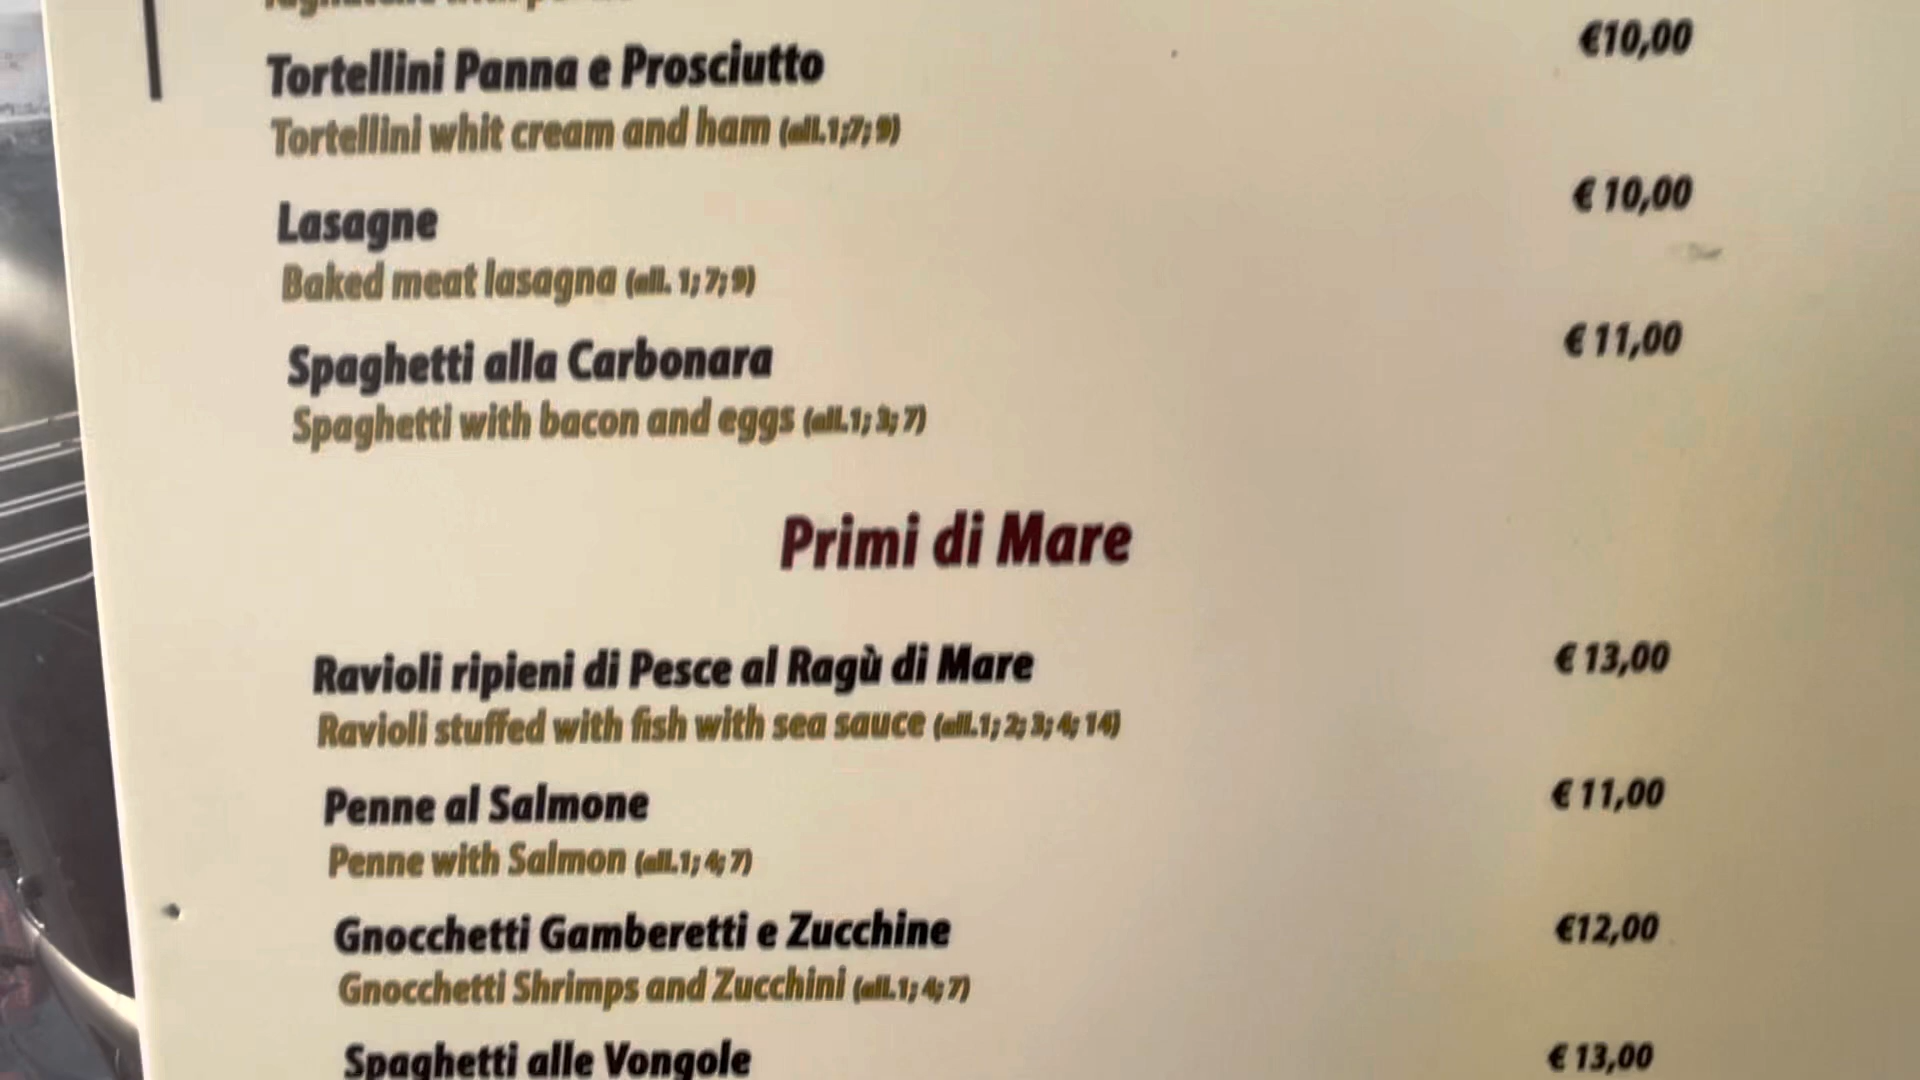 Tortellini Panna e Prosciutto €10,00
Tortellini whit cream and ham (all.1;7; 9)
Lasagne € 10,00
Baked meat lasagna (all. 1; 7; 9)
Spaghetti alla Carbonara € 11,00
Spaghetti with bacon and eggs (all.1; 3; 7)
Primi di Mare
Ravioli ripieni di Pesce al Ragù di Mare € 13,00
Ravioli stuffed with fish with sea sauce (all.1; 2; 3; 4; 14)
Penne al Salmone € 11,00
Penne with Salmon (all.1; 4; 7)
Gnocchetti Gamberetti e Zucchine €12,00
Gnocchetti Shrimps and Zucchini (all.1; 4; 7)
Spaghetti alle Vongole € 13,00